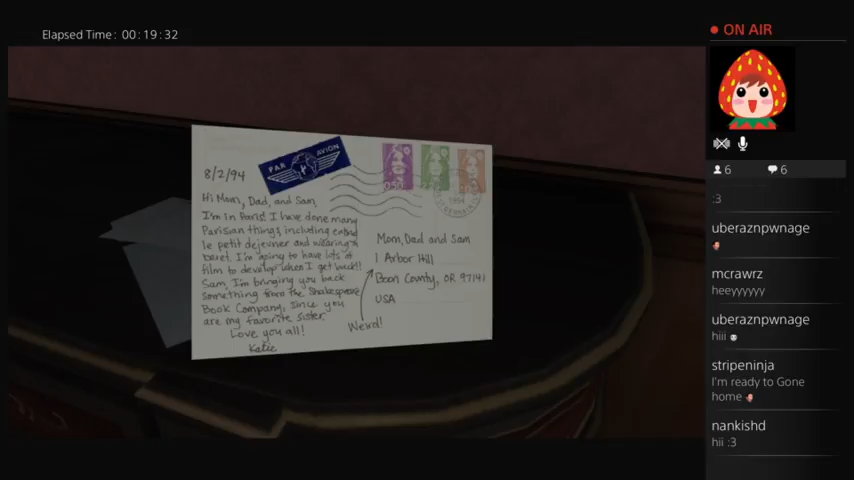 Elapsed Time: 00:19:32
ON AIR
6
6
PAR AVION
8/2/94
Hi Mom, Dad, and Sam,
I'm in Paris! I have done many
Parisian things, including eating
le petit dejeuner and wearing a
beret. I'm going to have lots of
film to develop when I get back!!
Sam, I'm bringing you back
something from the Shakespeare
Book Company, since you
are my favorite sister.
Love you all!
Katie
1994
Mom, Dad and Sam
1 Arbor Hill
Boon County, OR 97141
USA
Weird!
:3
uberaznpwnage
mcrawrz
heeyyyyyy
uberaznpwnage
hiii
stripeninja
I'm ready to Gone
home
nankishd
hii :3